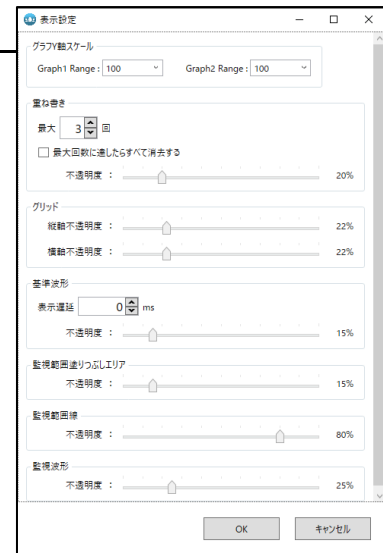 表示設定
グラフY軸スケール
Graph1 Range : 100 Graph2 Range : 100
重ね書き
最大 3 回
最大回数に達したらすべて消去する
不透明度 : 20%
グリッド
縦軸不透明度 : 22%
横軸不透明度 : 22%
基準波形
表示遅延 0 ms
不透明度 : 15%
監視範囲塗りつぶしエリア
不透明度 : 15%
監視範囲線
不透明度 : 80%
監視波形
不透明度 : 25%
OK キャンセル